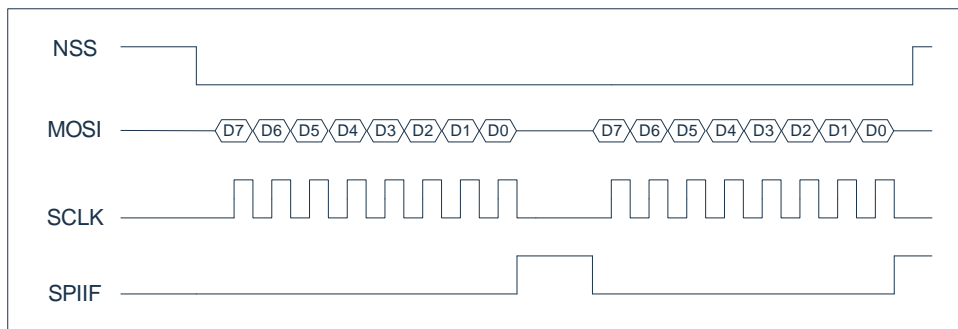 NSS
MOSI D7 D6 D5 D4 D3 D2 D1 D0 D7 D6 D5 D4 D3 D2 D1 D0
SCLK
SPIIF